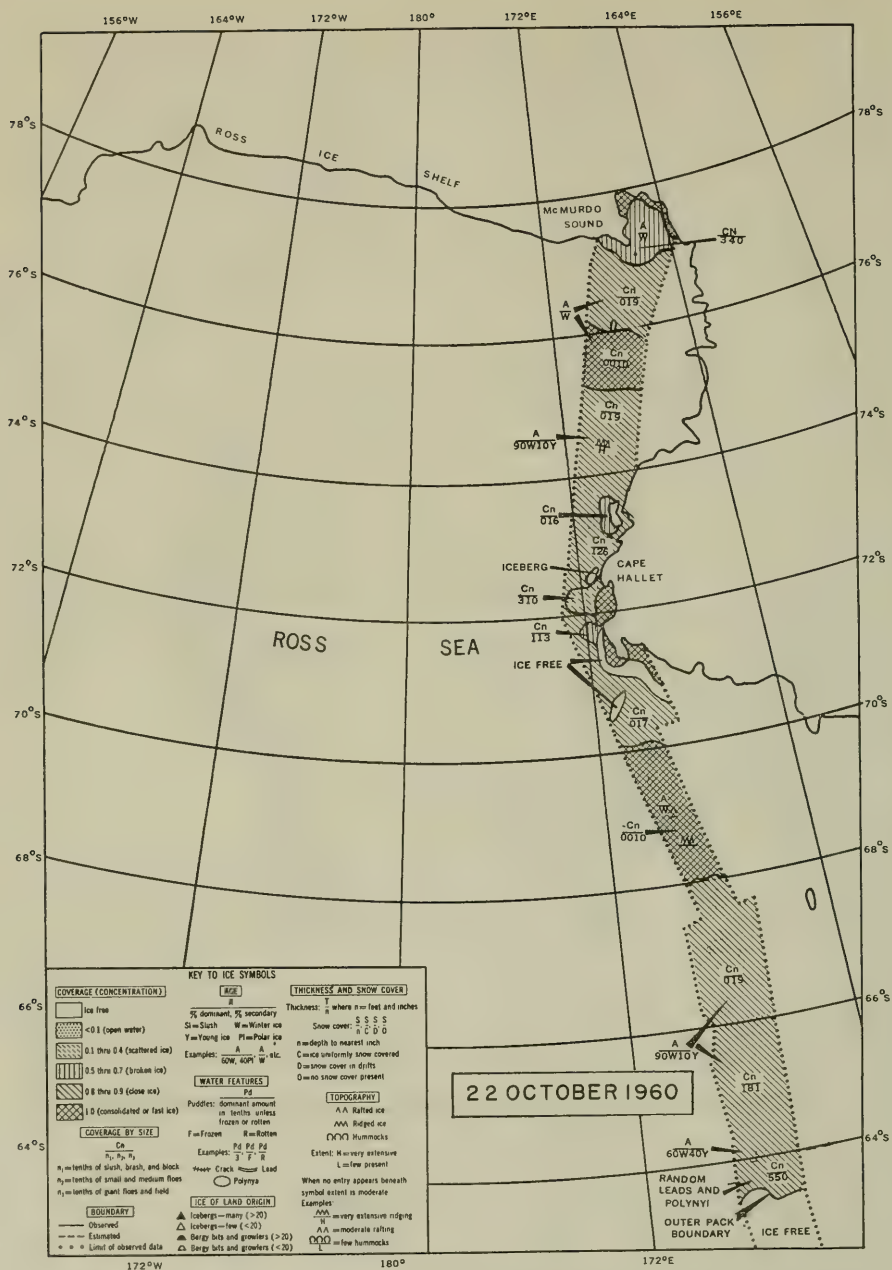 156°W 164°W 172°W 180° 172°E 164°E 156°E
78°S
78°S
ROSS ICE SHELF
McMURDO
SOUND
A
W
CN
340
76°S
76°S
Cn
019
A
W
Cn
0010
Cn
019
74°S
74°S
A
90W10Y
H
Cn
016
Cn
126
ICEBERG
CAPE
HALLET
72°S
72°S
Cn
310
Cn
113
ROSS SEA
ICE FREE
70°S
70°S
Cn
017
A
W
Cn
0010
68°S
68°S
Cn
019
66°S
66°S
A
90W10Y
Cn
181
22 OCTOBER 1960
64°S
64°S
A
60W40Y
Cn
550
RANDOM
LEADS AND
POLYNYI
OUTER PACK
BOUNDARY
ICE FREE
172°W 180° 172°E
KEY TO ICE SYMBOLS
COVERAGE (CONCENTRATION)
Ice free
<0.1 (open water)
0.1 thru 0.4 (scattered ice)
0.5 thru 0.7 (broken ice)
0.8 thru 0.9 (close ice)
1.0 (consolidated or fast ice)
COVERAGE BY SIZE
Cn
n₁, n₂, n₃
n₁=tenths of slush, brash, and block
n₂=tenths of small and medium floes
n₃=tenths of giant floes and field
BOUNDARY
Observed
Estimated
Limit of observed data
AGE
A
% dominant, % secondary
Sl=Slush W=Winter ice
Y=Young ice Pl=Polar ice
Examples: A/60W, 40Pl, A/W, etc.
WATER FEATURES
Pd
Puddles: dominant amount
in tenths unless
frozen or rotten
F=Frozen R=Rotten
Examples: Pd/3, Pd/F, Pd/R
Crack Lead
Polynya
ICE OF LAND ORIGIN
Icebergs—many (>20)
Icebergs—few (<20)
Bergy bits and growlers (>20)
Bergy bits and growlers (<20)
THICKNESS AND SNOW COVER
Thickness: T/n where n=feet and inches
Snow cover: S/n, S/C, S/D, S/O
n=depth to nearest inch
C=ice uniformly snow covered
D=snow cover in drifts
O=no snow cover present
TOPOGRAPHY
Rafted ice
Ridged ice
Hummocks
Extent: H=very extensive
L=few present
When no entry appears beneath
symbol extent is moderate
Examples:
H =very extensive ridging
=moderate rafting
L =few hummocks